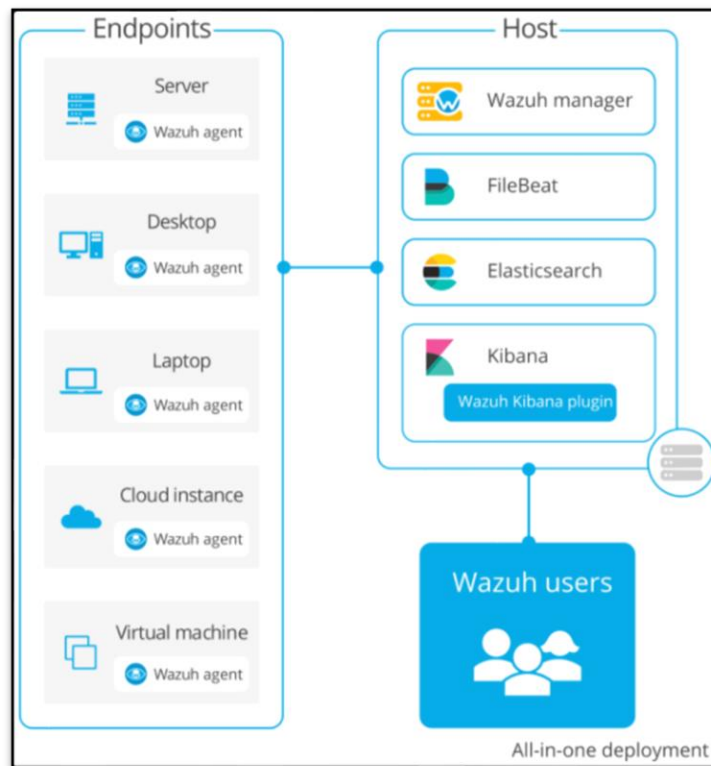 Endpoints
Server
Wazuh agent
Desktop
Wazuh agent
Laptop
Wazuh agent
Cloud instance
Wazuh agent
Virtual machine
Wazuh agent
Host
Wazuh manager
FileBeat
Elasticsearch
Kibana
Wazuh Kibana plugin
Wazuh users
All-in-one deployment